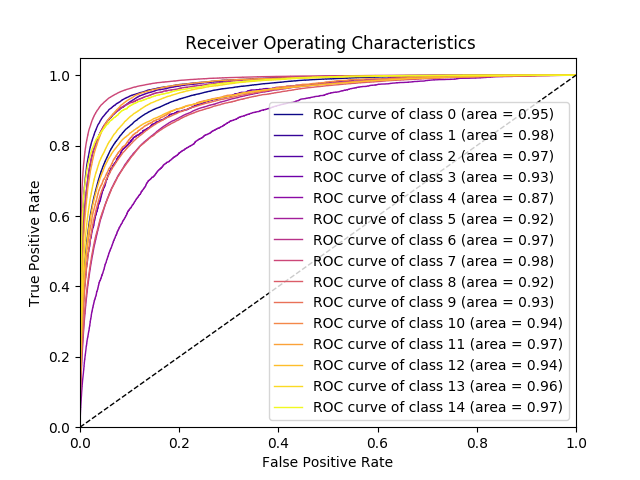 Receiver Operating Characteristics
1.0
0.8
0.6
0.4
0.2
0.0
True Positive Rate
ROC curve of class 0 (area = 0.95)
ROC curve of class 1 (area = 0.98)
ROC curve of class 2 (area = 0.97)
ROC curve of class 3 (area = 0.93)
ROC curve of class 4 (area = 0.87)
ROC curve of class 5 (area = 0.92)
ROC curve of class 6 (area = 0.97)
ROC curve of class 7 (area = 0.98)
ROC curve of class 8 (area = 0.92)
ROC curve of class 9 (area = 0.93)
ROC curve of class 10 (area = 0.94)
ROC curve of class 11 (area = 0.97)
ROC curve of class 12 (area = 0.94)
ROC curve of class 13 (area = 0.96)
ROC curve of class 14 (area = 0.97)
0.0 0.2 0.4 0.6 0.8 1.0
False Positive Rate